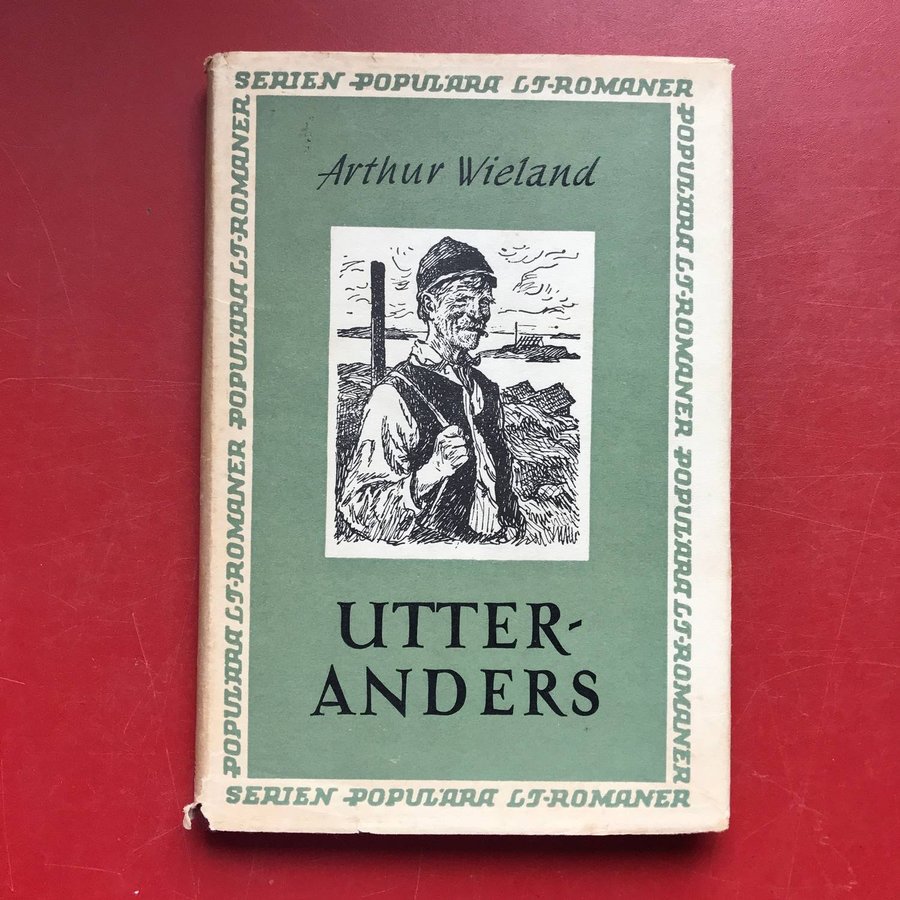 SERIEN POPULÄRA LT-ROMANER
Arthur Wieland
UTTER-
ANDERS
POPULÄRA LT-ROMANER POPULÄRA LT-ROMANER
POPULÄRA LT-ROMANER POPULÄRA LT-ROMANER
SERIEN POPULÄRA LT-ROMANER